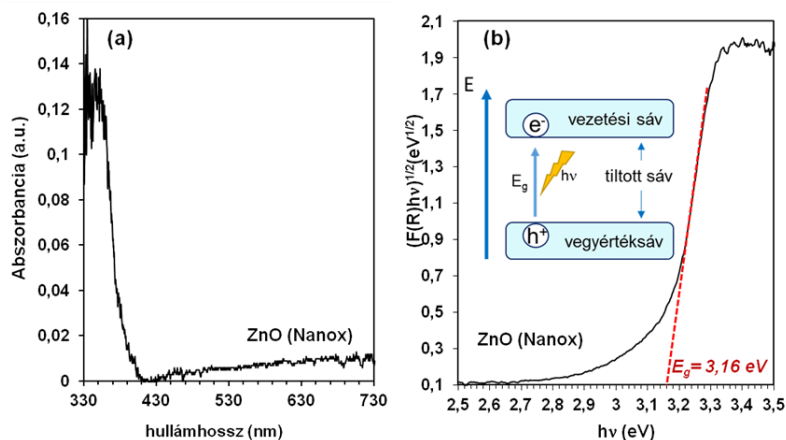 (a)
0,16
0,14
0,12
0,1
0,08
0,06
0,04
0,02
0
Abszorbancia (a.u.)
ZnO (Nanox)
330 430 530 630 730
hullámhossz (nm)
(b)
2,1
1,9
1,7
1,5
1,3
1,1
0,9
0,7
0,5
0,3
0,1
(F(R)hν)1/2(eV1/2)
E
e- vezetési sáv
Eg hν tiltott sáv
h+ vegyértéksáv
ZnO (Nanox)
Eg= 3,16 eV
2,5 2,6 2,7 2,8 2,9 3 3,1 3,2 3,3 3,4 3,5
hν (eV)